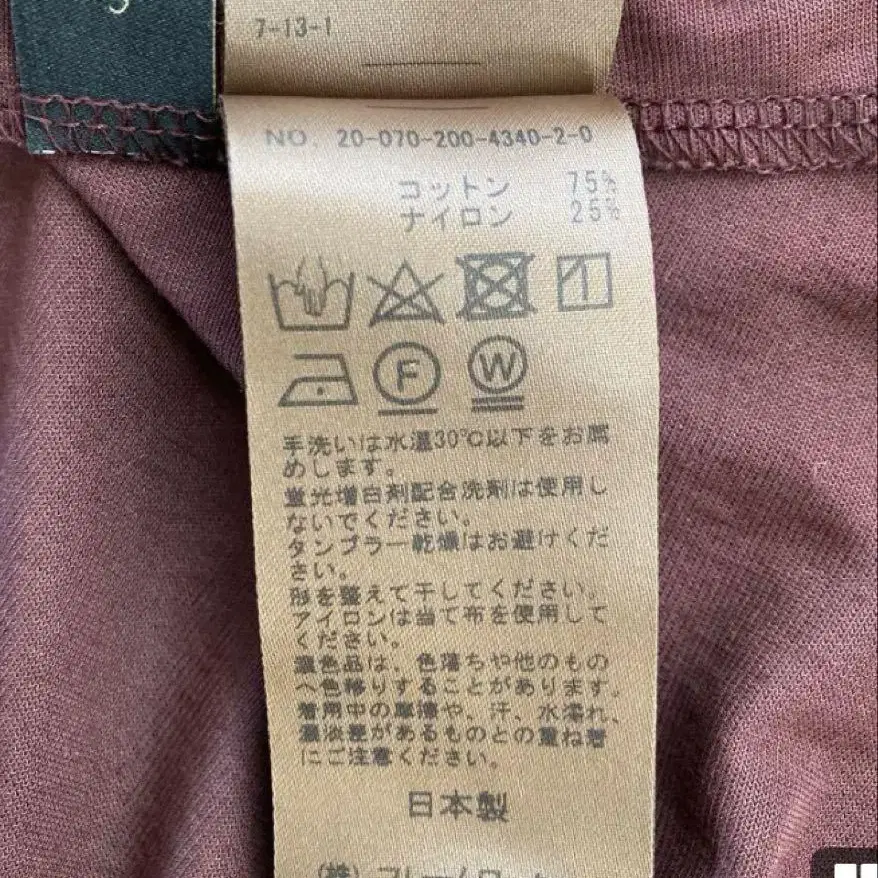 7-13-1
NO. 20-070-200-4340-2-0
コットン 75%
ナイロン 25%
F
W
手洗いは水温30℃以下をお薦
めします。
蛍光増白剤配合洗剤は使用し
ないでください。
タンブラー乾燥はお避けくだ
さい。
形を整えて干してください。
アイロンは当て布を使用して
ください。
濃色品は、色落ちや他のもの
へ色移りすることがあります。
着用中の摩擦や、汗、水濡れ、
濃淡差があるものとの重ね着
にご注意ください。
日本製
(株)フレームワー